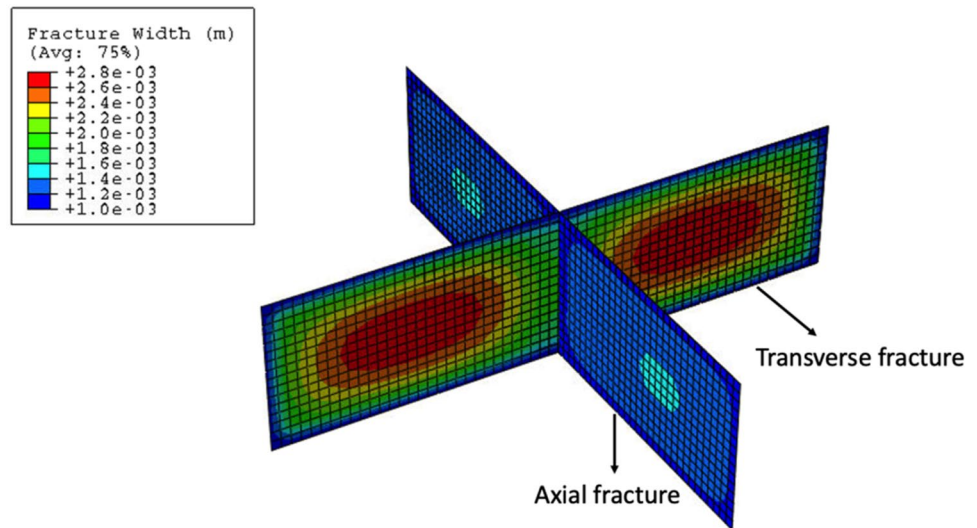 Fracture Width (m)
(Avg: 75%)
+2.8e-03
+2.6e-03
+2.4e-03
+2.2e-03
+2.0e-03
+1.8e-03
+1.6e-03
+1.4e-03
+1.2e-03
+1.0e-03
Transverse fracture
Axial fracture